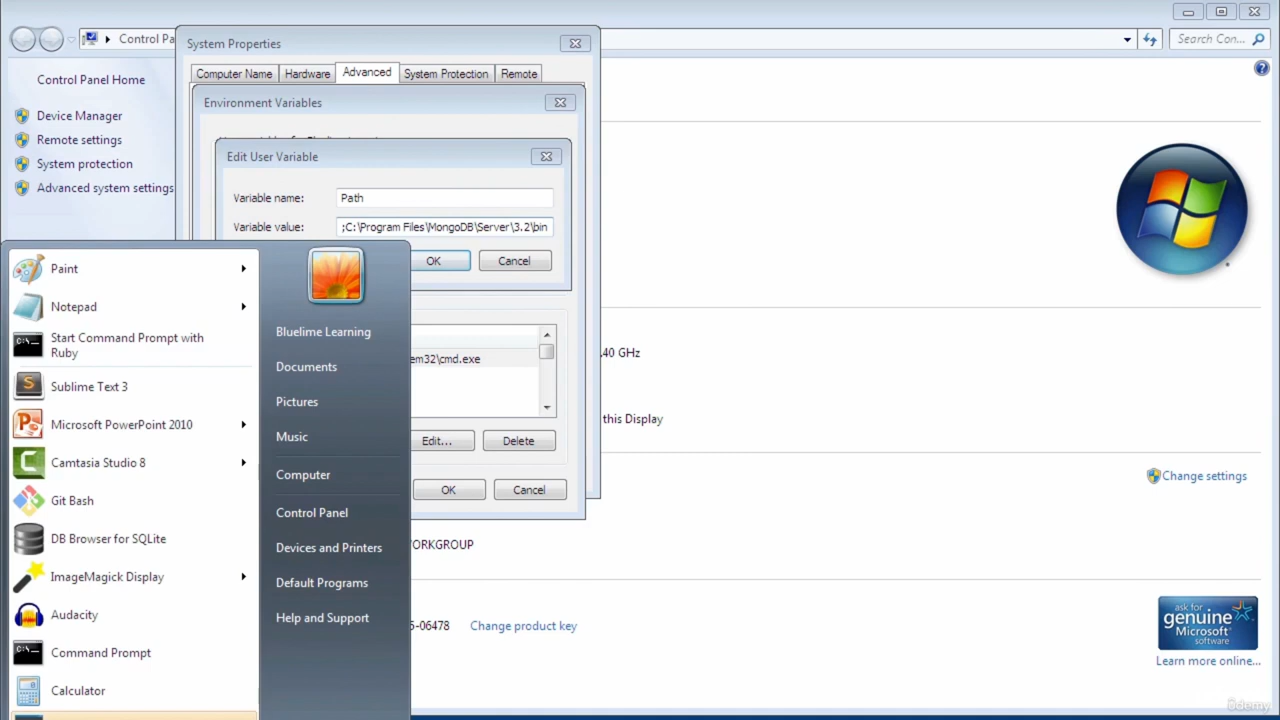 Control Pa
Search Con...
System Properties
Computer Name
Hardware
Advanced
System Protection
Remote
Control Panel Home
Device Manager
Remote settings
System protection
Advanced system settings
Environment Variables
Edit User Variable
Variable name:
Path
Variable value:
;C:\Program Files\MongoDB\Server\3.2\bin
OK
Cancel
em32\cmd.exe
Edit...
Delete
OK
Cancel
.40 GHz
this Display
Change settings
ORKGROUP
5-06478
Change product key
ask for
genuine
Microsoft
software
Learn more online...
Paint
Notepad
Start Command Prompt with
Ruby
Sublime Text 3
Microsoft PowerPoint 2010
Camtasia Studio 8
Git Bash
DB Browser for SQLite
ImageMagick Display
Audacity
Command Prompt
Calculator
Bluelime Learning
Documents
Pictures
Music
Computer
Control Panel
Devices and Printers
Default Programs
Help and Support
Udemy